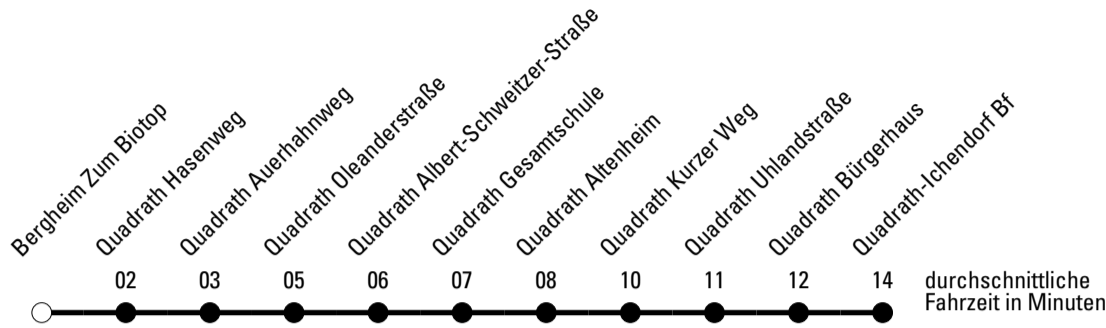 Bergheim Zum Biotop
Quadrath Hasenweg
Quadrath Auerhahnweg
Quadrath Oleanderstraße
Quadrath Albert-Schweitzer-Straße
Quadrath Gesamtschule
Quadrath Altenheim
Quadrath Kurzer Weg
Quadrath Uhlandstraße
Quadrath Bürgerhaus
Quadrath-Ichendorf Bf
02 03 05 06 07 08 10 11 12 14
durchschnittliche
Fahrzeit in Minuten